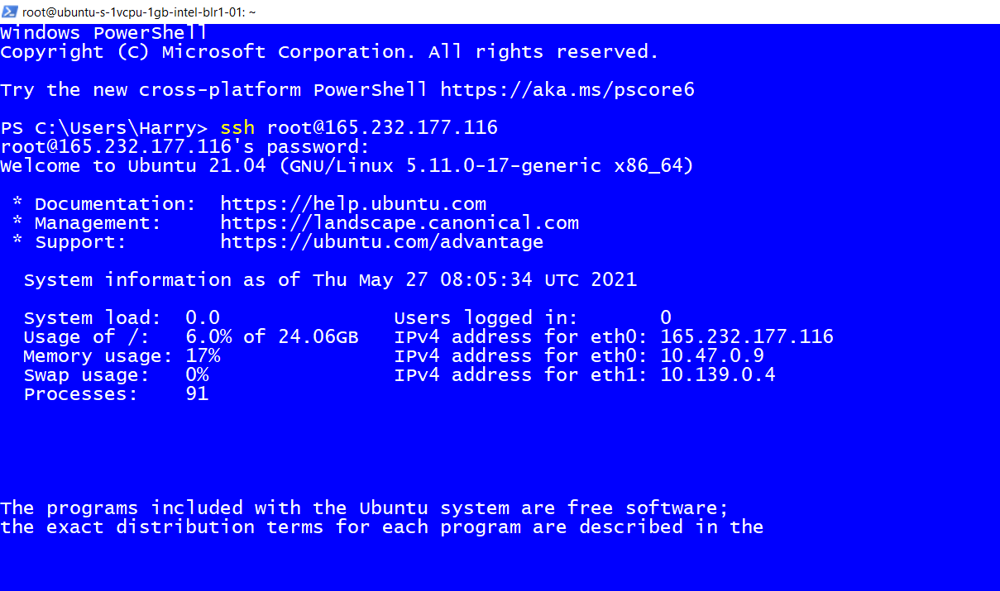 root@ubuntu-s-1vcpu-1gb-intel-blr1-01: ~
Windows PowerShell
Copyright (C) Microsoft Corporation. All rights reserved.
Try the new cross-platform PowerShell https://aka.ms/pscore6
PS C:\Users\Harry> ssh root@165.232.177.116
root@165.232.177.116's password:
Welcome to Ubuntu 21.04 (GNU/Linux 5.11.0-17-generic x86_64)
* Documentation:  https://help.ubuntu.com
* Management:     https://landscape.canonical.com
* Support:        https://ubuntu.com/advantage
System information as of Thu May 27 08:05:34 UTC 2021
System load:  0.0               Users logged in:       0
Usage of /:   6.0% of 24.06GB   IPv4 address for eth0: 165.232.177.116
Memory usage: 17%               IPv4 address for eth0: 10.47.0.9
Swap usage:   0%                IPv4 address for eth1: 10.139.0.4
Processes:    91
The programs included with the Ubuntu system are free software;
the exact distribution terms for each program are described in the